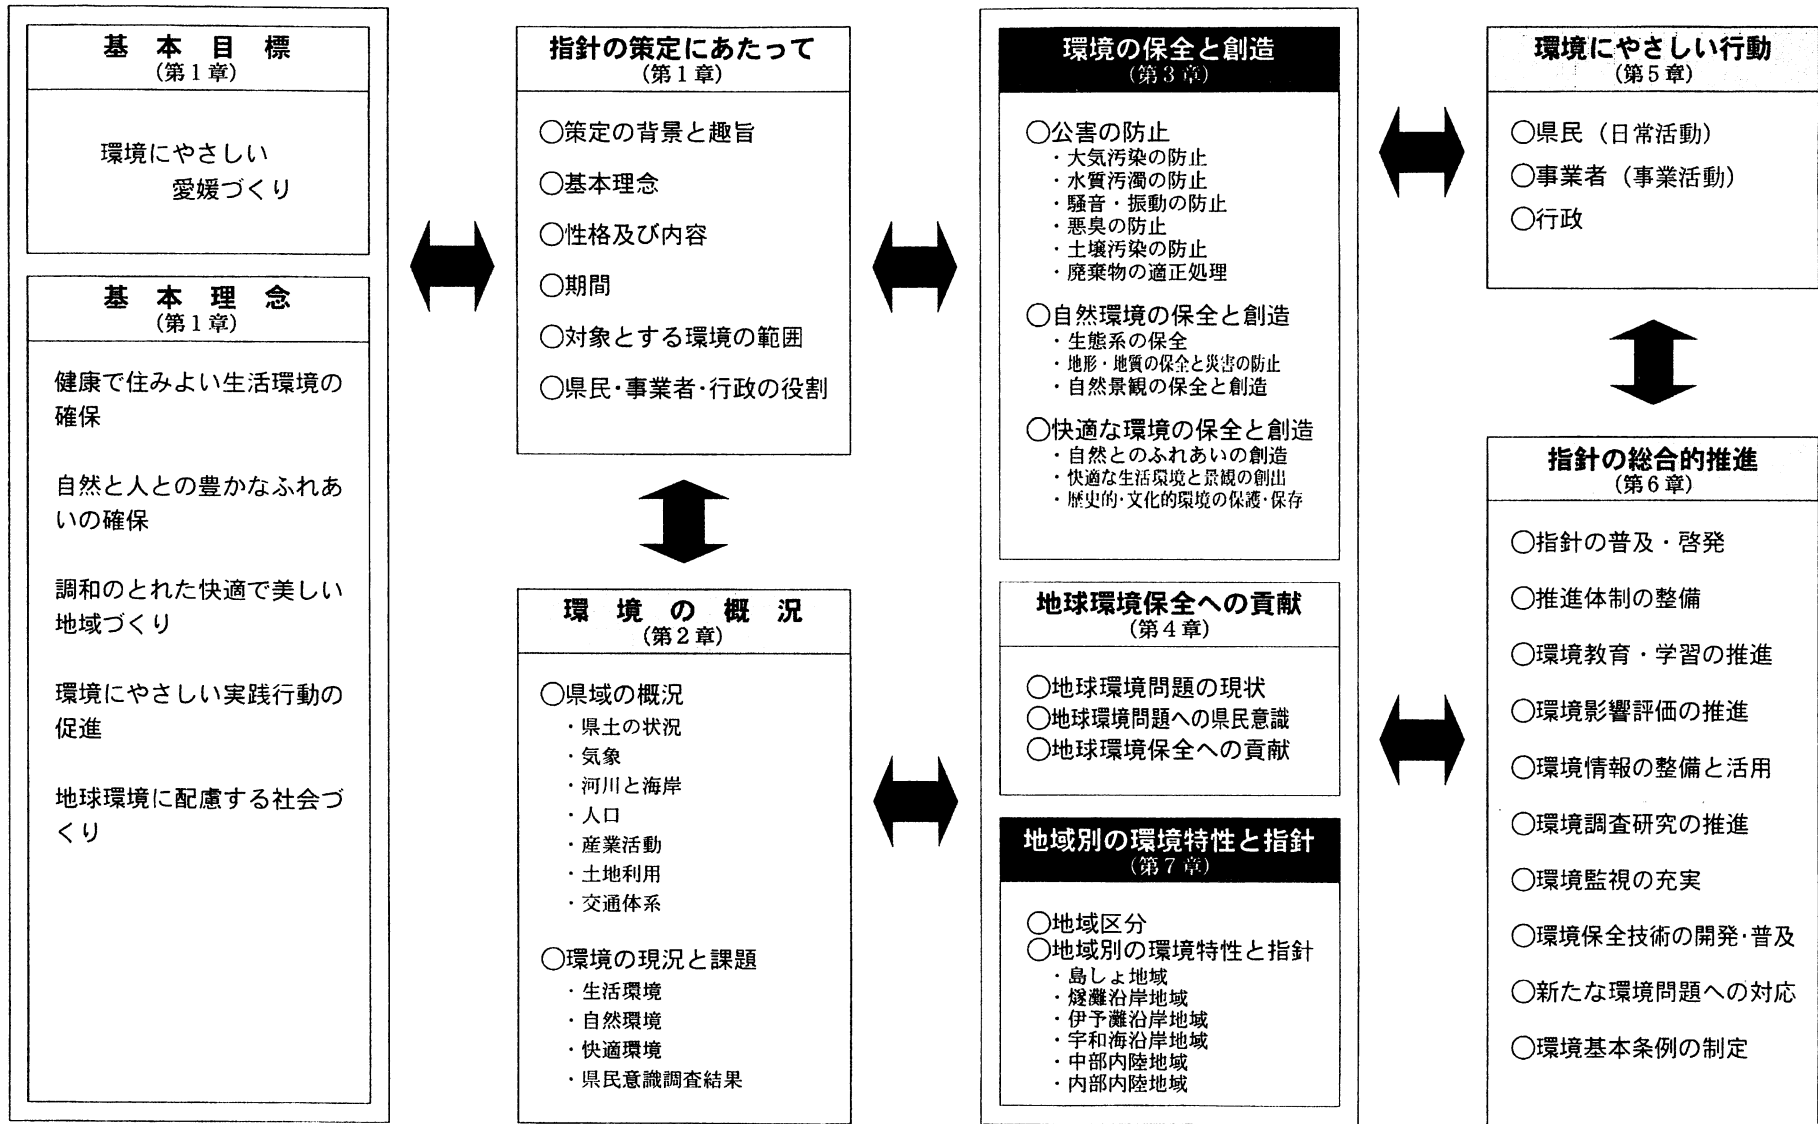 基本目標
(第1章)
環境にやさしい
愛媛づくり
基本理念
(第1章)
健康で住みよい生活環境の
確保
自然と人との豊かなふれあ
いの確保
調和のとれた快適で美しい
地域づくり
環境にやさしい実践行動の
促進
地球環境に配慮する社会づ
くり
指針の策定にあたって
(第1章)
○策定の背景と趣旨
○基本理念
○性格及び内容
○期間
○対象とする環境の範囲
○県民・事業者・行政の役割
環境の概況
(第2章)
○県域の概況
・県土の状況
・気象
・河川と海岸
・人口
・産業活動
・土地利用
・交通体系
○環境の現況と課題
・生活環境
・自然環境
・快適環境
・県民意識調査結果
環境の保全と創造
(第3章)
○公害の防止
・大気汚染の防止
・水質汚濁の防止
・騒音・振動の防止
・悪臭の防止
・土壌汚染の防止
・廃棄物の適正処理
○自然環境の保全と創造
・生態系の保全
・地形・地質の保全と災害の防止
・自然景観の保全と創造
○快適な環境の保全と創造
・自然とのふれあいの創造
・快適な生活環境と景観の創出
・歴史的・文化的環境の保護・保存
地球環境保全への貢献
(第4章)
○地球環境問題の現状
○地球環境問題への県民意識
○地球環境保全への貢献
地域別の環境特性と指針
(第7章)
○地域区分
○地域別の環境特性と指針
・島しょ地域
・燧灘沿岸地域
・伊予灘沿岸地域
・宇和海沿岸地域
・中部内陸地域
・内部内陸地域
環境にやさしい行動
(第5章)
○県民（日常活動）
○事業者（事業活動）
○行政
指針の総合的推進
(第6章)
○指針の普及・啓発
○推進体制の整備
○環境教育・学習の推進
○環境影響評価の推進
○環境情報の整備と活用
○環境調査研究の推進
○環境監視の充実
○環境保全技術の開発・普及
○新たな環境問題への対応
○環境基本条例の制定